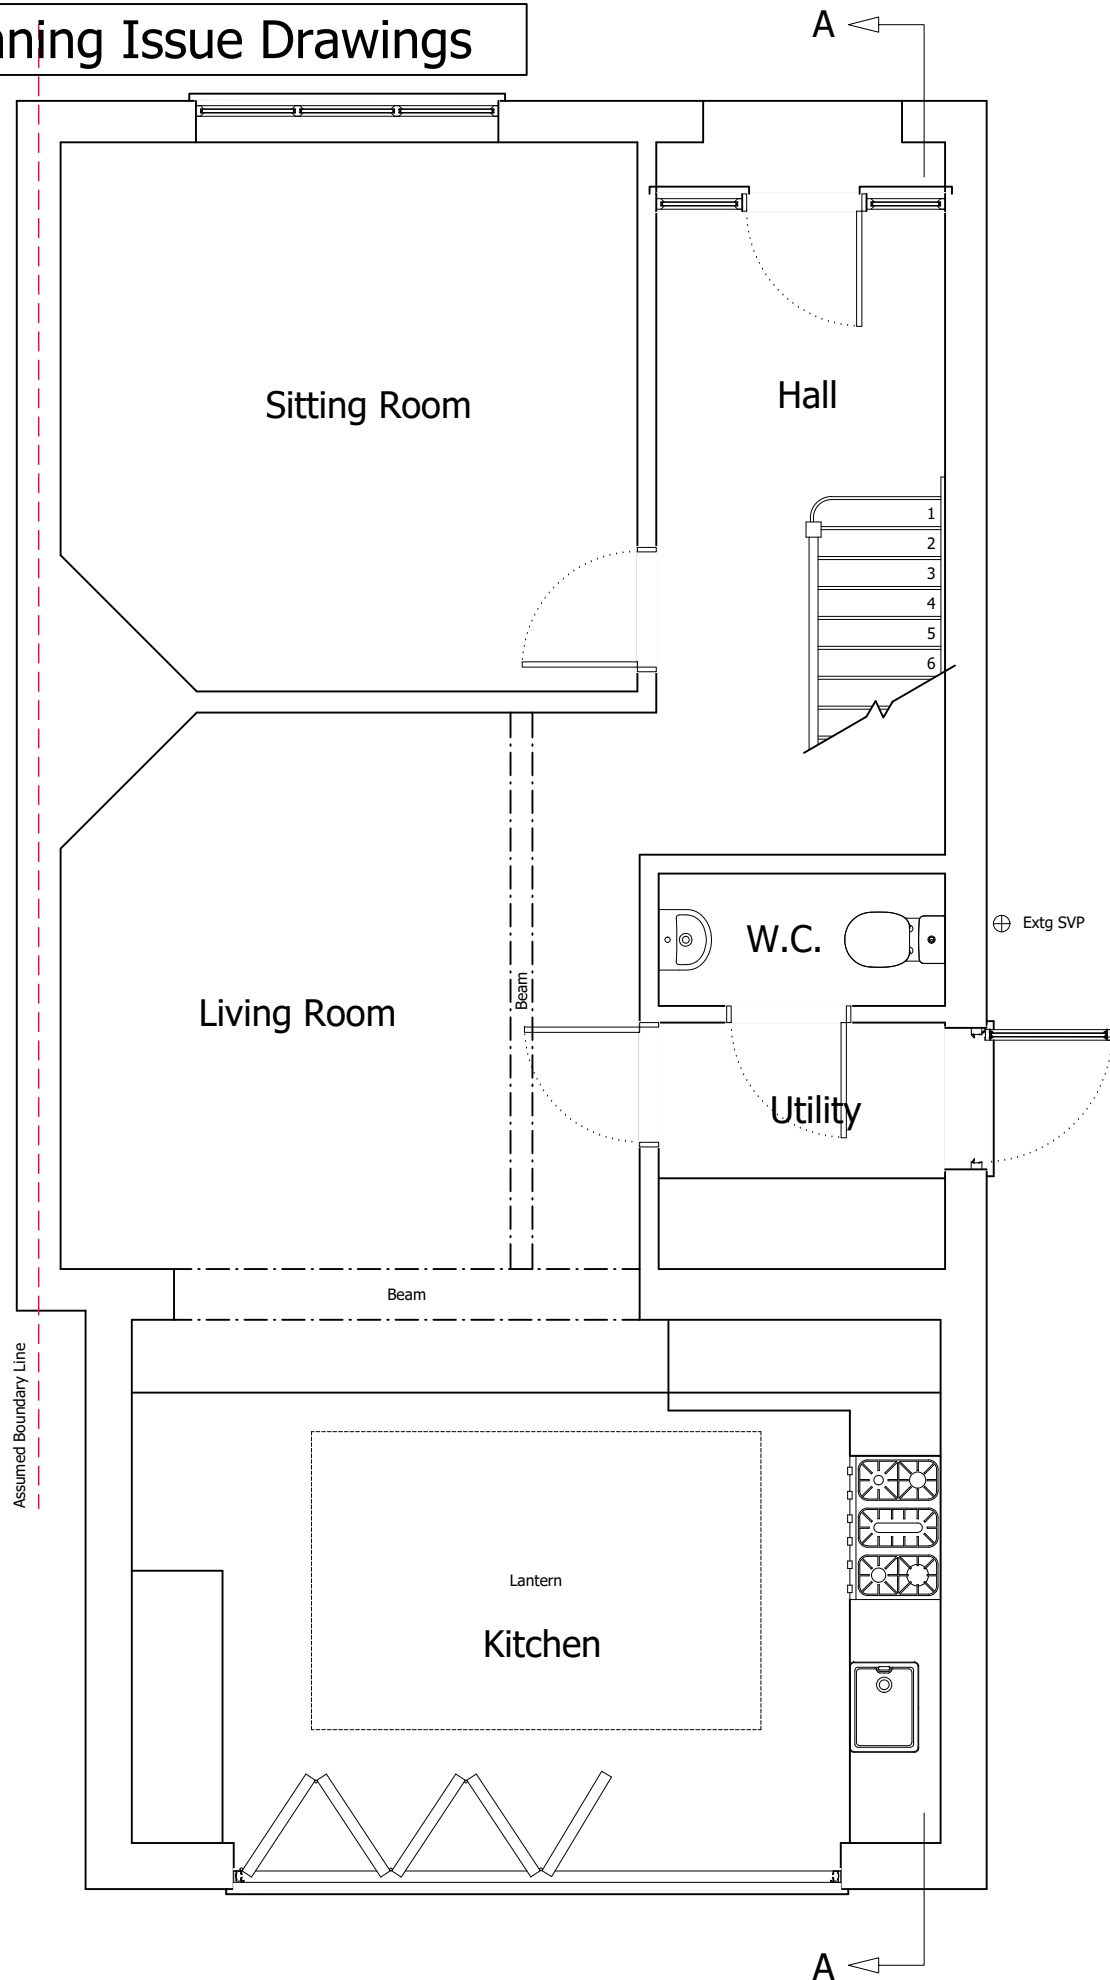 nning Issue Drawings
A
Sitting Room
Hall
1
2
3
4
5
6
W.C.
Extg SVP
Living Room
Beam
Utility
Beam
Assumed Boundary Line
Lantern
Kitchen
A